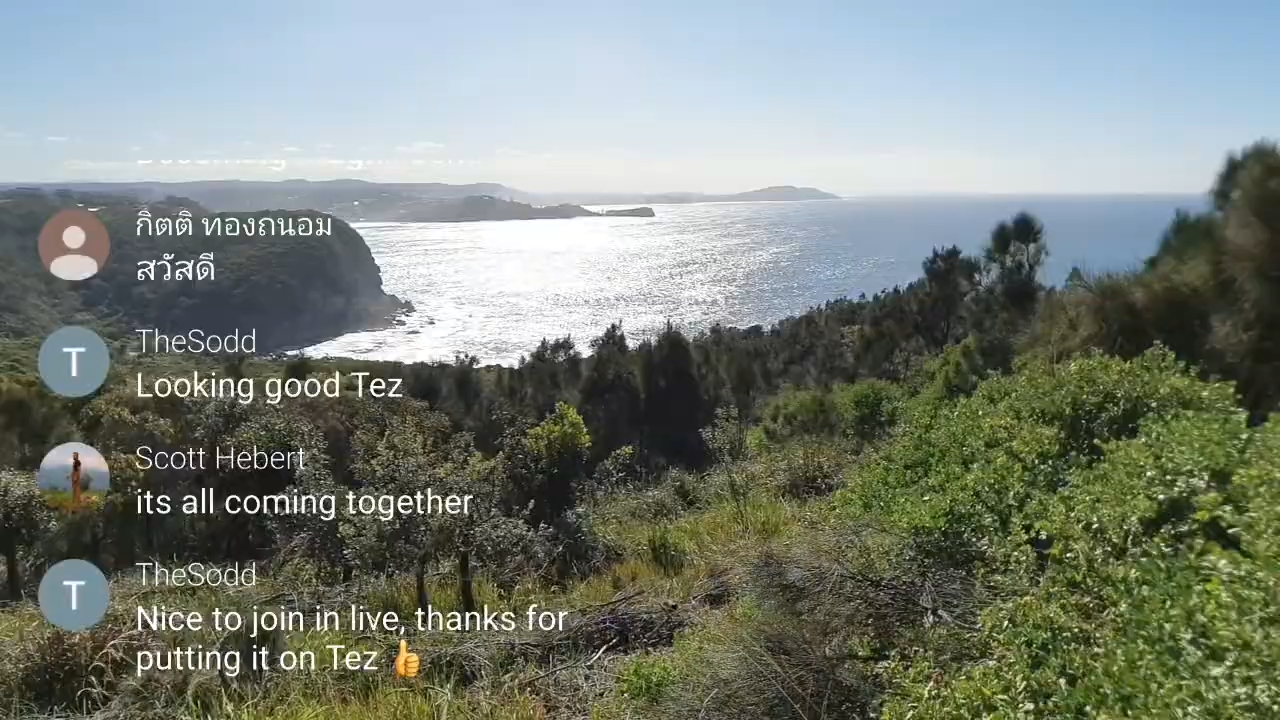 กิตติ ทองถนอม
สวัสดี
T
TheSodd
Looking good Tez
Scott Hebert
its all coming together
T
TheSodd
Nice to join in live, thanks for
putting it on Tez 👍